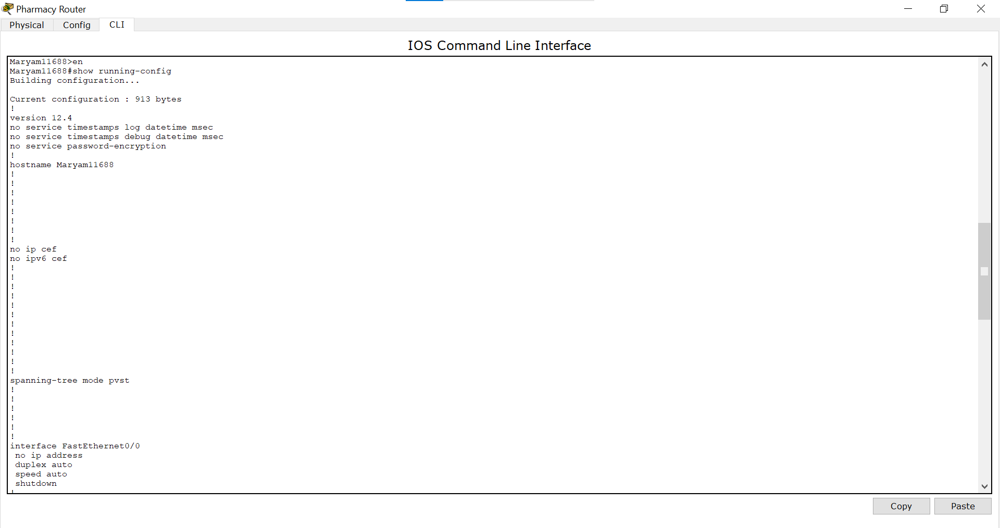 Pharmacy Router
Physical Config CLI
IOS Command Line Interface
Maryam11688>en
Maryam11688#show running-config
Building configuration...
Current configuration : 913 bytes
!
version 12.4
no service timestamps log datetime msec
no service timestamps debug datetime msec
no service password-encryption
!
hostname Maryam11688
!
!
!
!
!
!
!
!
no ip cef
no ipv6 cef
!
!
!
!
!
!
!
!
!
!
!
!
spanning-tree mode pvst
!
!
!
!
!
!
interface FastEthernet0/0
no ip address
duplex auto
speed auto
shutdown
!
Copy Paste